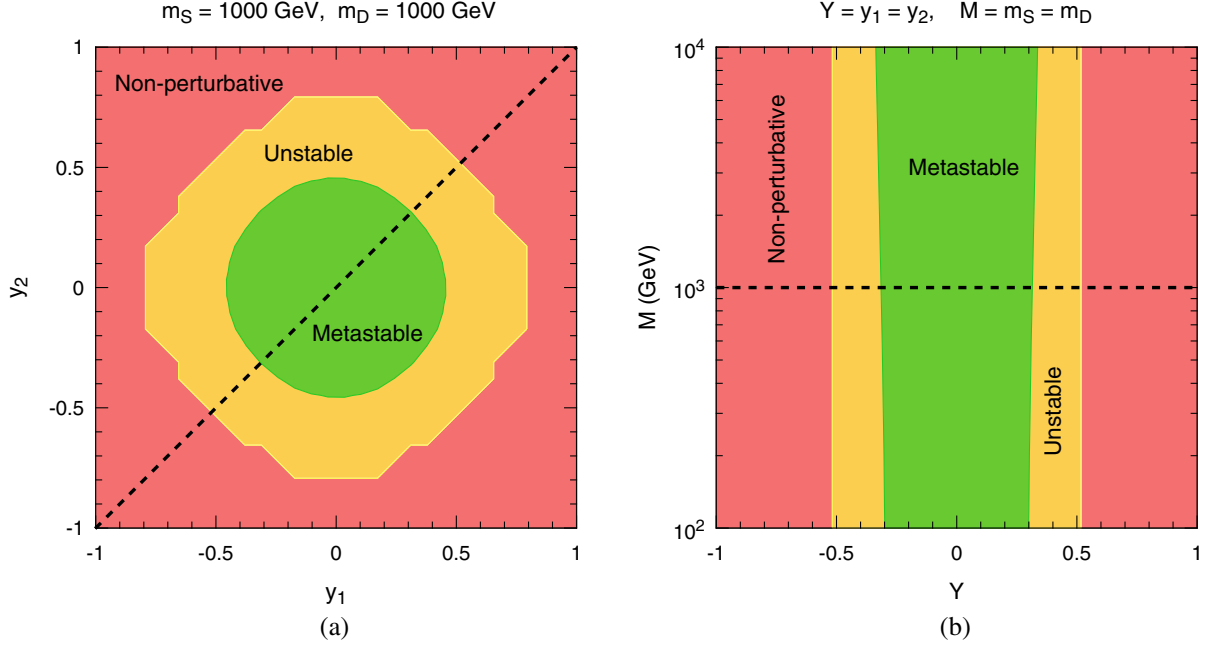 m_S = 1000 GeV, m_D = 1000 GeV
1
0.5
0
-0.5
-1
y_2
Non-perturbative
Unstable
Metastable
-1
-0.5
0
0.5
1
y_1
(a)
Y = y_1 = y_2, M = m_S = m_D
10^4
10^3
10^2
M (GeV)
Non-perturbative
Metastable
Unstable
-1
-0.5
0
0.5
1
Y
(b)